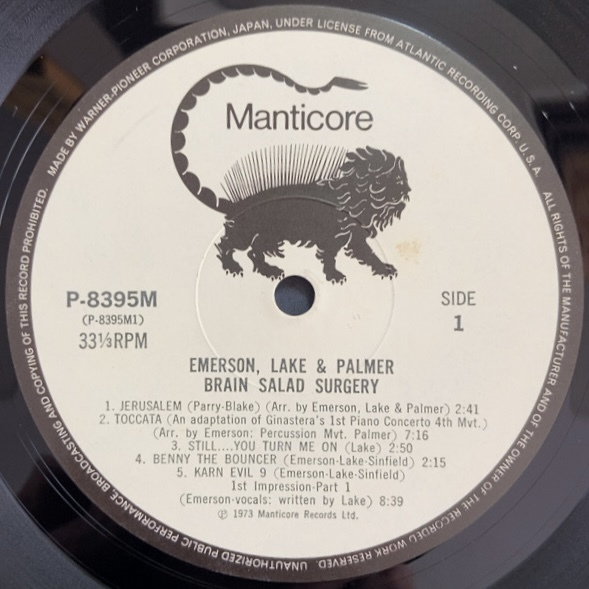 MADE BY WARNER-PIONEER CORPORATION, JAPAN, UNDER LICENSE FROM ATLANTIC RECORDING CORP. U.S.A. ALL RIGHTS OF THE MANUFACTURER AND OF THE OWNER OF THE RECORDED WORK RESERVED. UNAUTHORIZED PUBLIC PERFORMANCE BROADCASTING AND COPYING OF THIS RECORD PROHIBITED.
Manticore
P-8395M
(P-8395M1)
33⅓RPM
SIDE
1
EMERSON, LAKE & PALMER
BRAIN SALAD SURGERY
1. JERUSALEM (Parry-Blake) (Arr. by Emerson, Lake & Palmer) 2:41
2. TOCCATA (An adaptation of Ginastera's 1st Piano Concerto 4th Mvt.)
(Arr. by Emerson: Percussion Mvt. Palmer) 7:16
3. STILL....YOU TURN ME ON (Lake) 2:50
4. BENNY THE BOUNCER (Emerson-Lake-Sinfield) 2:15
5. KARN EVIL 9 (Emerson-Lake-Sinfield)
1st Impression-Part 1
(Emerson-vocals: written by Lake) 8:39
℗ 1973 Manticore Records Ltd.